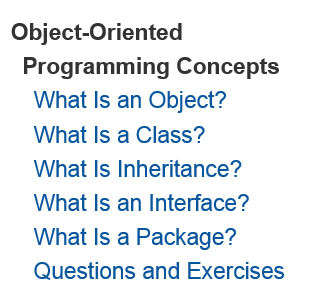 Object-Oriented
Programming Concepts
What Is an Object?
What Is a Class?
What Is Inheritance?
What Is an Interface?
What Is a Package?
Questions and Exercises